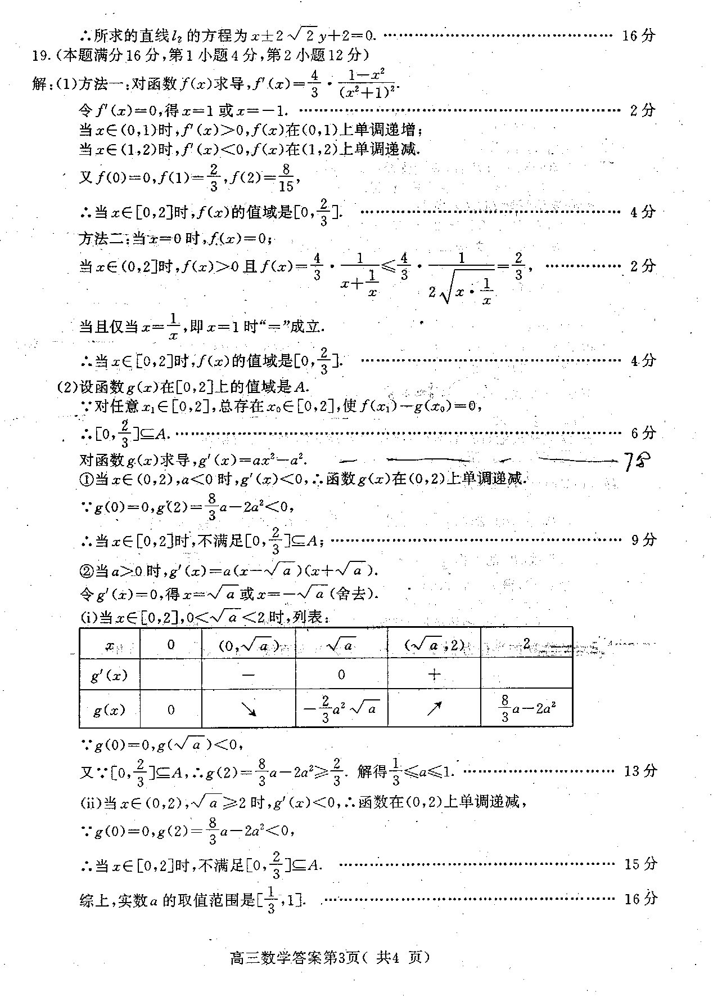 ∴所求的直线l₂的方程为x±2√2y+2=0. ………… 16分
19.(本题满分16分,第1小题4分,第2小题12分)
解:(1)方法一:对函数f(x)求导,f′(x)=4/3·(1−x²)/(x²+1)².
令f′(x)=0,得x=1或x=−1. ………… 2分
当x∈(0,1)时,f′(x)>0,f(x)在(0,1)上单调递增;
当x∈(1,2)时,f′(x)<0,f(x)在(1,2)上单调递减.
又f(0)=0,f(1)=2/3,f(2)=8/15,
∴当x∈[0,2]时,f(x)的值域是[0,2/3]. ………… 4分
方法二:当x=0时,f(x)=0;
当x∈(0,2]时,f(x)>0且f(x)=4/3·1/(x+1/x)≤4/3·1/(2√(x·1/x))=2/3, ………… 2分
当且仅当x=1/x,即x=1时“=”成立.
∴当x∈[0,2]时,f(x)的值域是[0,2/3]. ………… 4分
(2)设函数g(x)在[0,2]上的值域是A.
∵对任意x₁∈[0,2],总存在x₀∈[0,2],使f(x₁)−g(x₀)=0,
∴[0,2/3]⊆A. ………… 6分
对函数g(x)求导,g′(x)=ax²−a². — — - — 7分
①当x∈(0,2),a<0时,g′(x)<0,∴函数g(x)在(0,2)上单调递减.
∵g(0)=0,g(2)=8/3a−2a²<0,
∴当x∈[0,2]时,不满足[0,2/3]⊆A; ………… 9分
②当a>0时,g′(x)=a(x−√a)(x+√a).
令g′(x)=0,得x=√a或x=−√a(舍去).
(i)当x∈[0,2],0<√a<2时,列表:
x 0 (0,√a) √a (√a,2) 2
g′(x) − 0 +
g(x) 0 ↘ −2/3a²√a ↗ 8/3a−2a²
∵g(0)=0,g(√a)<0,
又∵[0,2/3]⊆A,∴g(2)=8/3a−2a²≥2/3. 解得1/3≤a≤1. ………… 13分
(ii)当x∈(0,2),√a≥2时,g′(x)<0,∴函数在(0,2)上单调递减,
∵g(0)=0,g(2)=8/3a−2a²<0,
∴当x∈[0,2]时,不满足[0,2/3]⊆A. ………… 15分
综上,实数a的取值范围是[1/3,1]. ………… 16分
高三数学答案第3页( 共4 页)